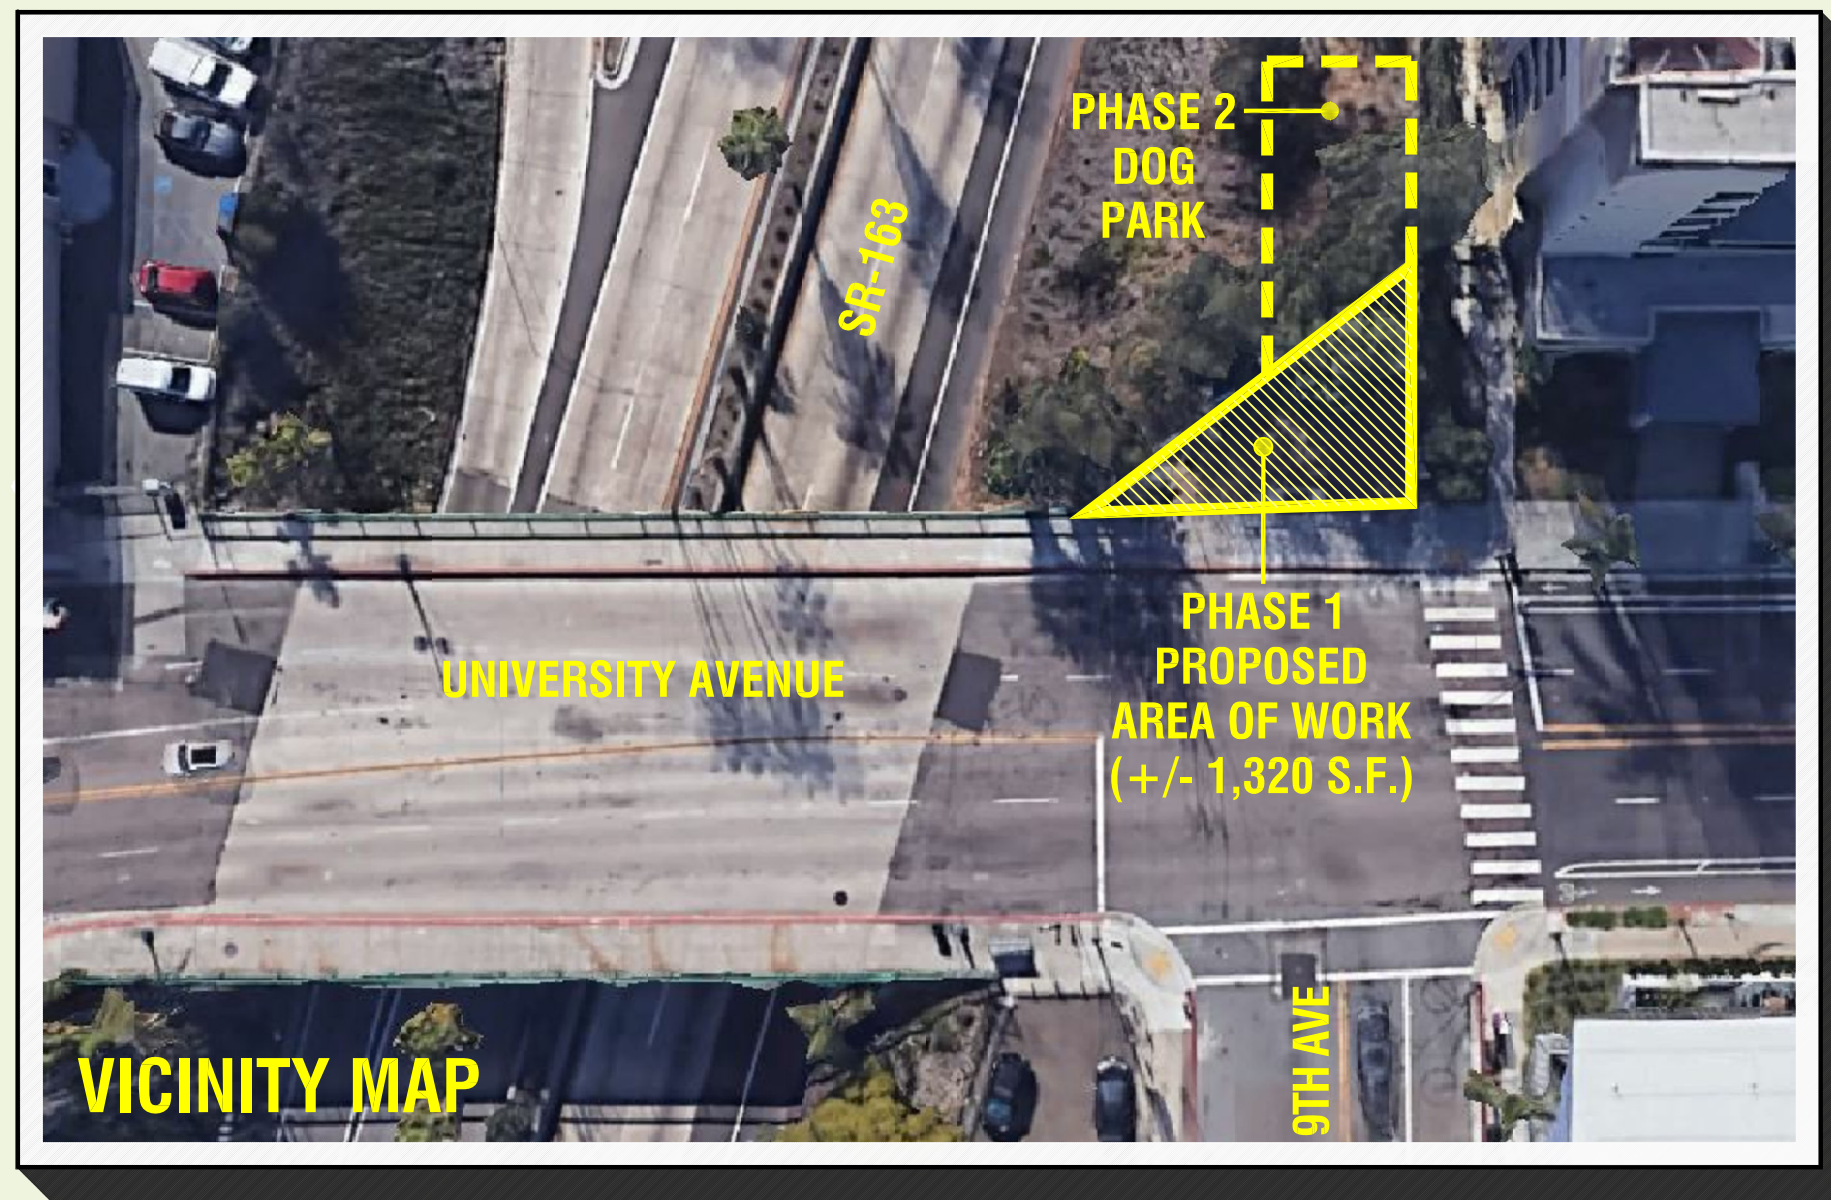 PHASE 2
DOG
PARK
SR-163
PHASE 1
PROPOSED
AREA OF WORK
(+/- 1,320 S.F.)
UNIVERSITY AVENUE
9TH AVE
VICINITY MAP